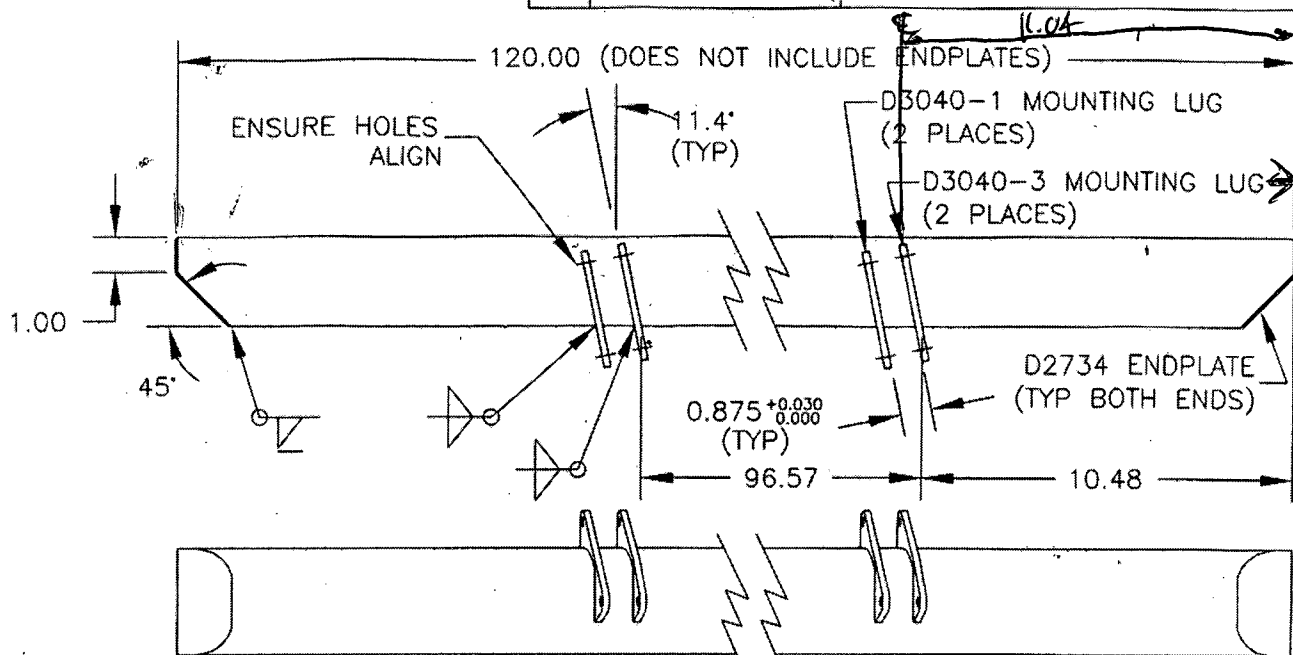 11.04
120.00 (DOES NOT INCLUDE ENDPLATES)
ENSURE HOLES
ALIGN
11.4°
(TYP)
D3040-1 MOUNTING LUG
(2 PLACES)
D3040-3 MOUNTING LUG
(2 PLACES)
1.00
45°
0.875 +0.030
0.000
(TYP)
D2734 ENDPLATE
(TYP BOTH ENDS)
96.57
10.48